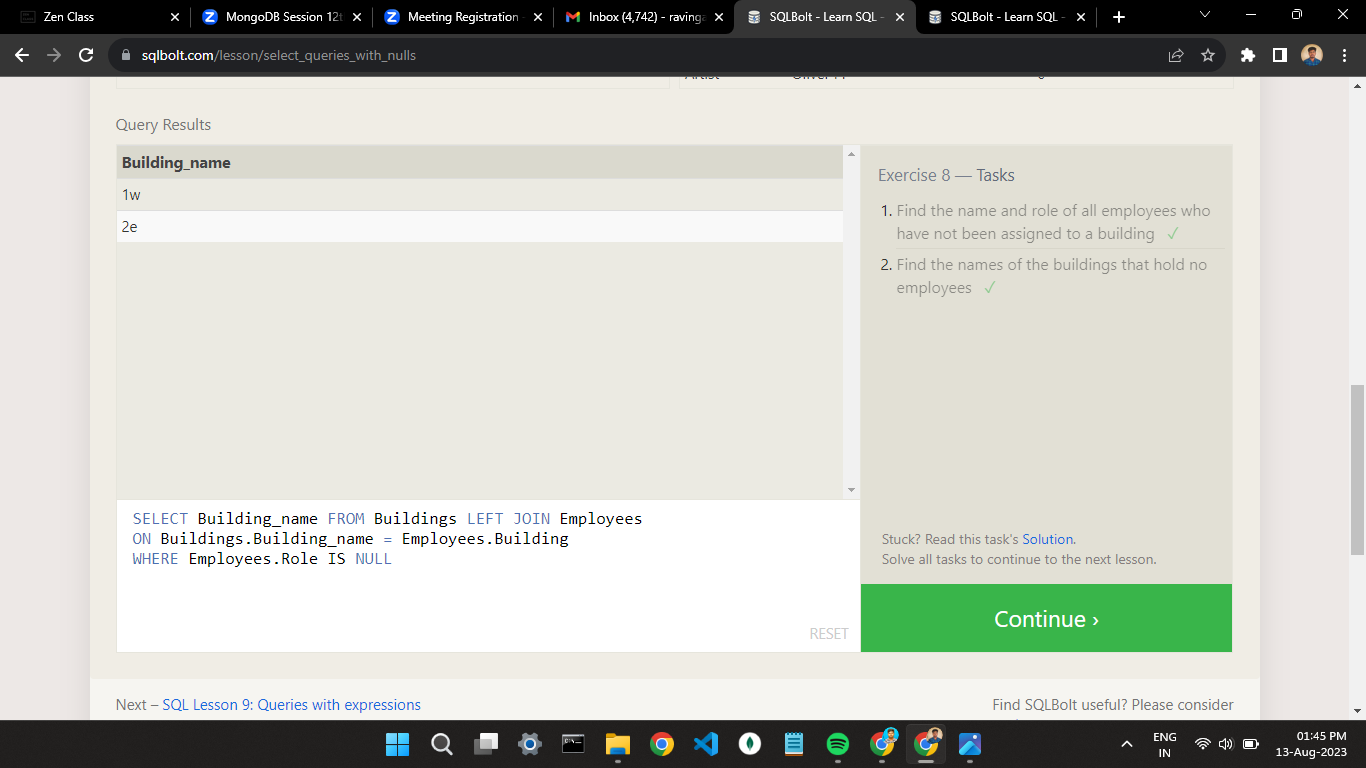 Zen Class
MongoDB Session 12t
Meeting Registration
Inbox (4,742) - ravinga
SQLBolt - Learn SQL -
SQLBolt - Learn SQL -
sqlbolt.com/lesson/select_queries_with_nulls
Query Results
Building_name
1w
2e
Exercise 8 — Tasks
1. Find the name and role of all employees who
have not been assigned to a building ✓
2. Find the names of the buildings that hold no
employees ✓
SELECT Building_name FROM Buildings LEFT JOIN Employees
ON Buildings.Building_name = Employees.Building
WHERE Employees.Role IS NULL
RESET
Stuck? Read this task's Solution.
Solve all tasks to continue to the next lesson.
Continue ›
Next – SQL Lesson 9: Queries with expressions
Find SQLBolt useful? Please consider
ENG
IN
01:45 PM
13-Aug-2023